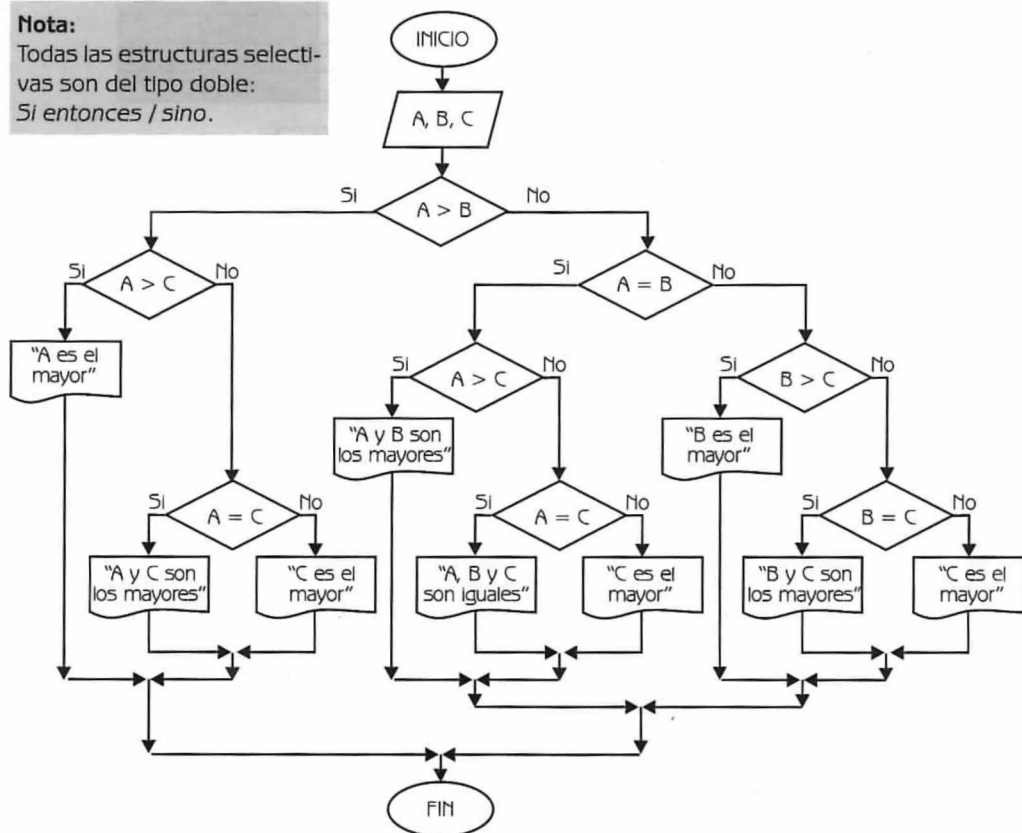 Nota:
Todas las estructuras selecti-
vas son del tipo doble:
Si entonces / sino.
INICIO
A, B, C
Si
A > B
No
Si
A > C
No
Si
A = B
No
"A es el
mayor"
Si
A > C
No
Si
B > C
No
"A y B son
los mayores"
"B es el
mayor"
Si
A = C
No
Si
A = C
No
Si
B = C
No
"A y C son
los mayores"
"C es el
mayor"
"A, B y C
son iguales"
"C es el
mayor"
"B y C son
los mayores"
"C es el
mayor"
FIN